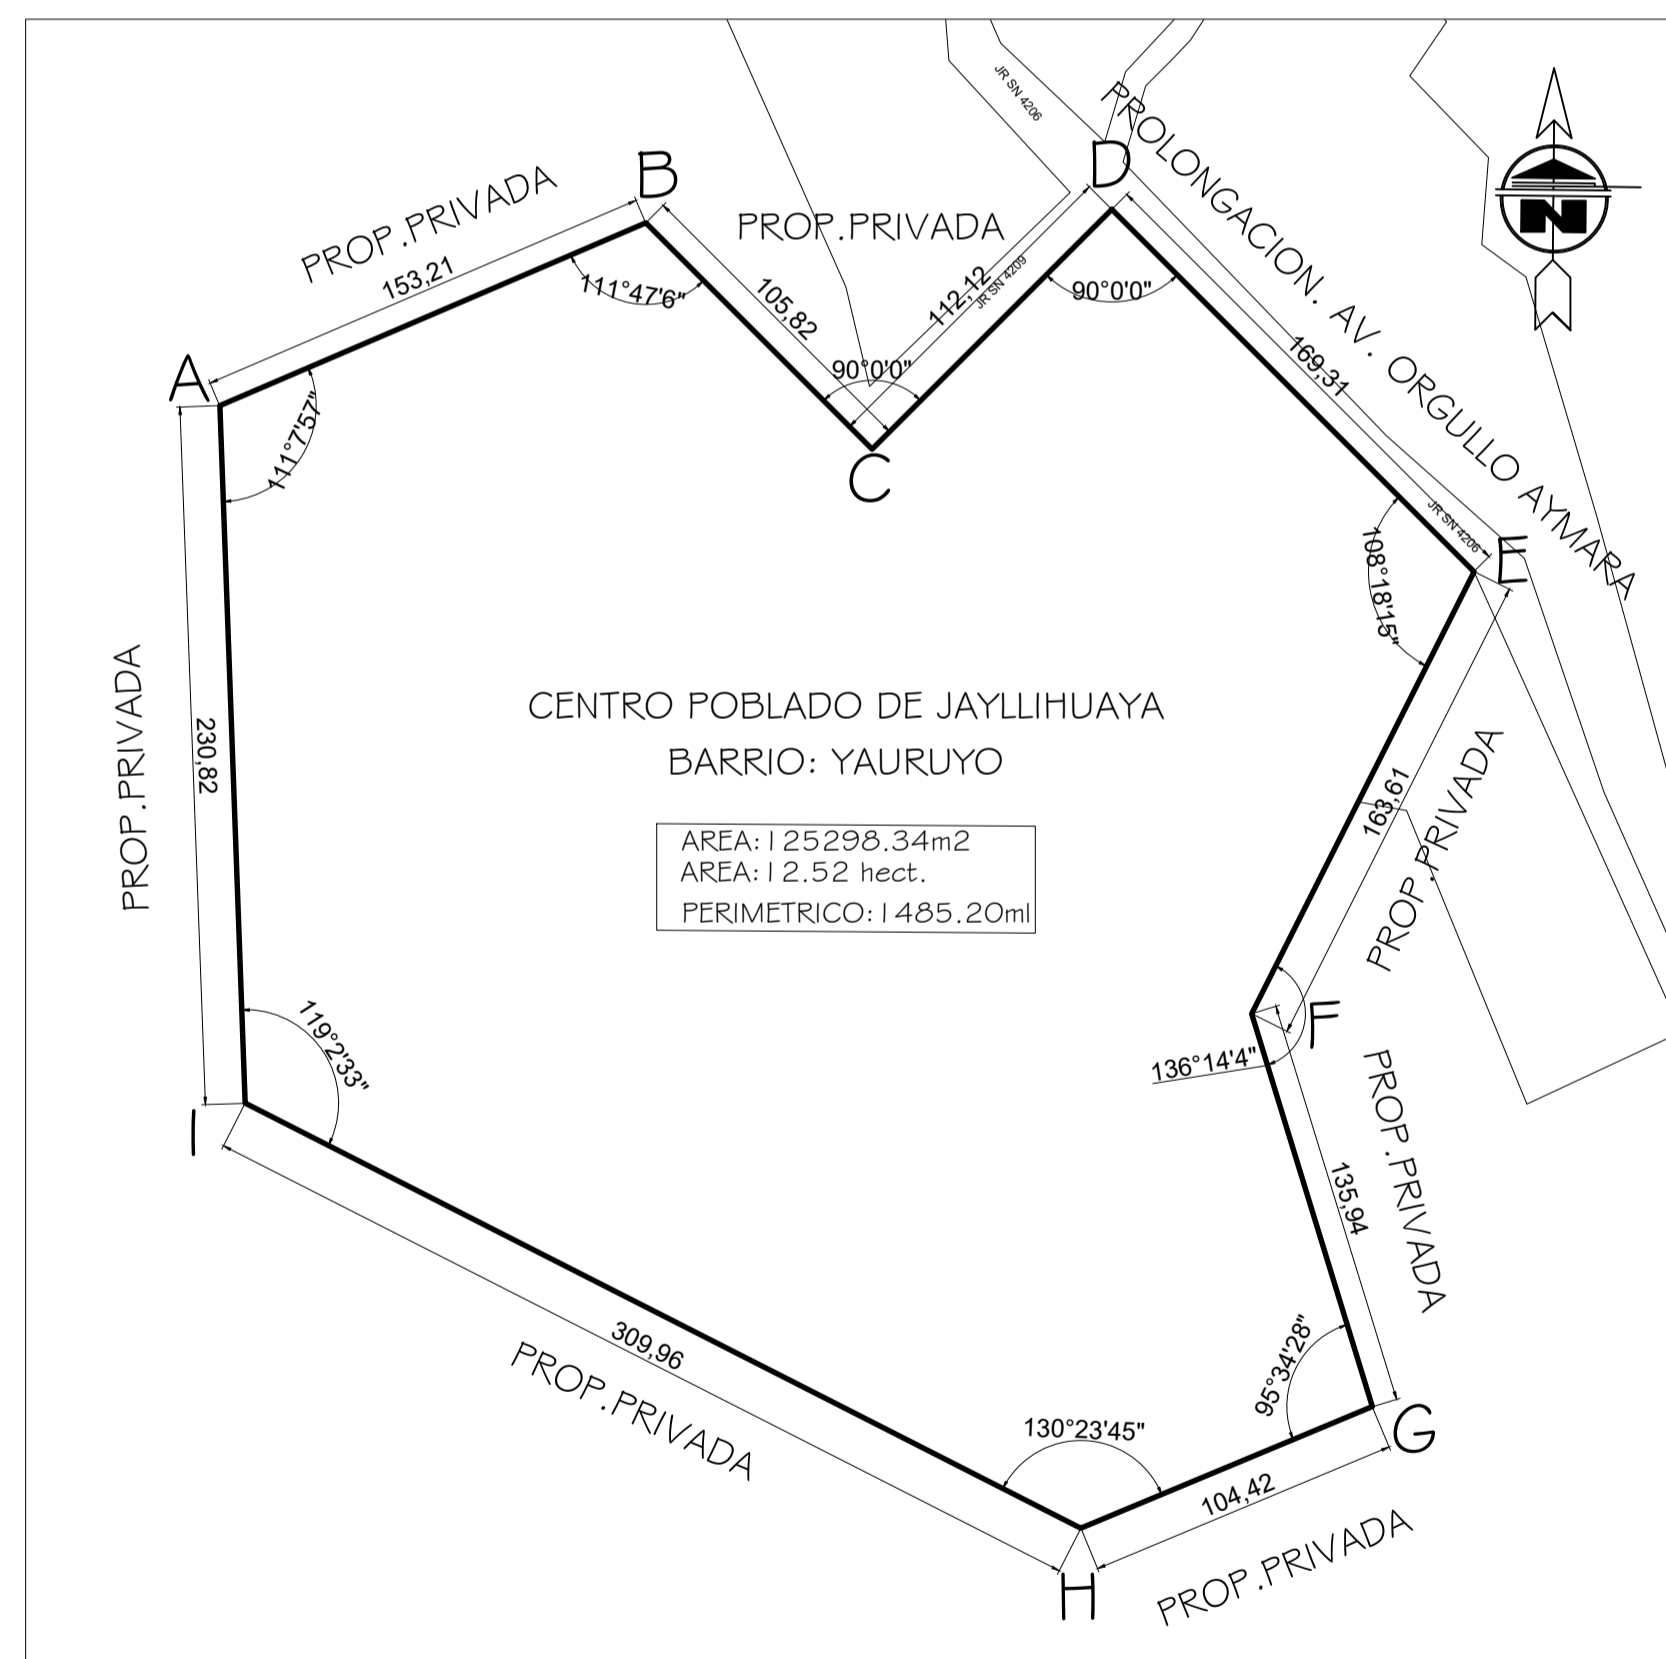 JR SN 4206
PROLONGACION. AV. ORGULLO AYMARA
B
D
PROP.PRIVADA
PROP.PRIVADA
N
153,21
111°47'6"
105,82
112,12
JR SN 4209
90°0'0"
169,31
A
90°0'0"
111°7'57"
C
JR SN 4206
E
108°18'15"
PROP.PRIVADA
230,82
CENTRO POBLADO DE JAYLLIHUAYA
BARRIO: YAURUYO
AREA:125298.34m2
AREA:12.52 hect.
PERIMETRICO:1485.20ml
163,61
PROP.PRIVADA
119°2'33"
F
136°14'4"
PROP.PRIVADA
I
135,94
309,96
PROP.PRIVADA
95°34'28"
130°23'45"
G
104,42
H
PROP.PRIVADA